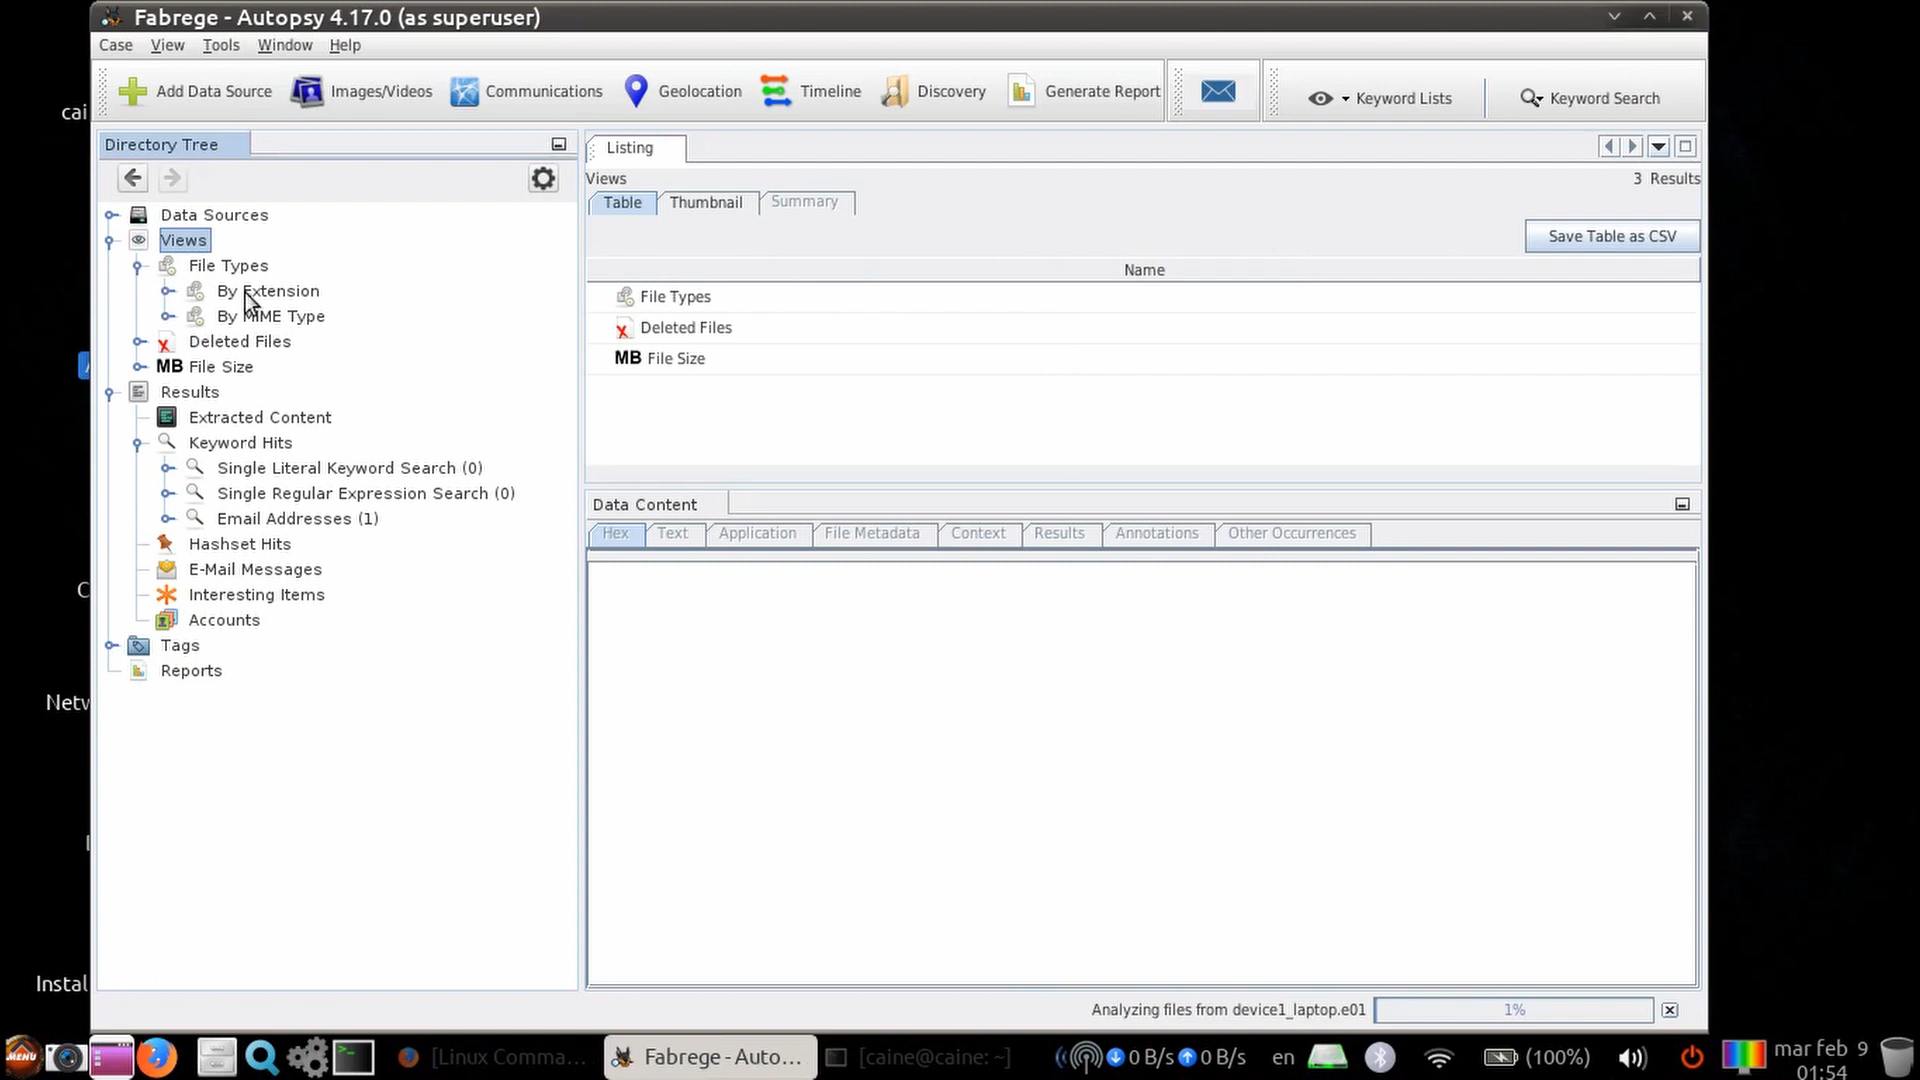 Fabrege - Autopsy 4.17.0 (as superuser)
Case View Tools Window Help
Add Data Source Images/Videos Communications Geolocation Timeline Discovery Generate Report Keyword Lists Keyword Search
Directory Tree
Data Sources
Views
File Types
By Extension
By MIME Type
Deleted Files
MB File Size
Results
Extracted Content
Keyword Hits
Single Literal Keyword Search (0)
Single Regular Expression Search (0)
Email Addresses (1)
Hashset Hits
E-Mail Messages
Interesting Items
Accounts
Tags
Reports
Listing
Views
3 Results
Table Thumbnail Summary
Save Table as CSV
Name
File Types
Deleted Files
MB File Size
Data Content
Hex Text Application File Metadata Context Results Annotations Other Occurrences
Analyzing files from device1_laptop.e01 1%
cai
C
Netw
Instal
MENU [Linux Comma... Fabrege - Auto... [caine@caine: ~] 0 B/s 0 B/s en (100%) mar feb 9
01:54